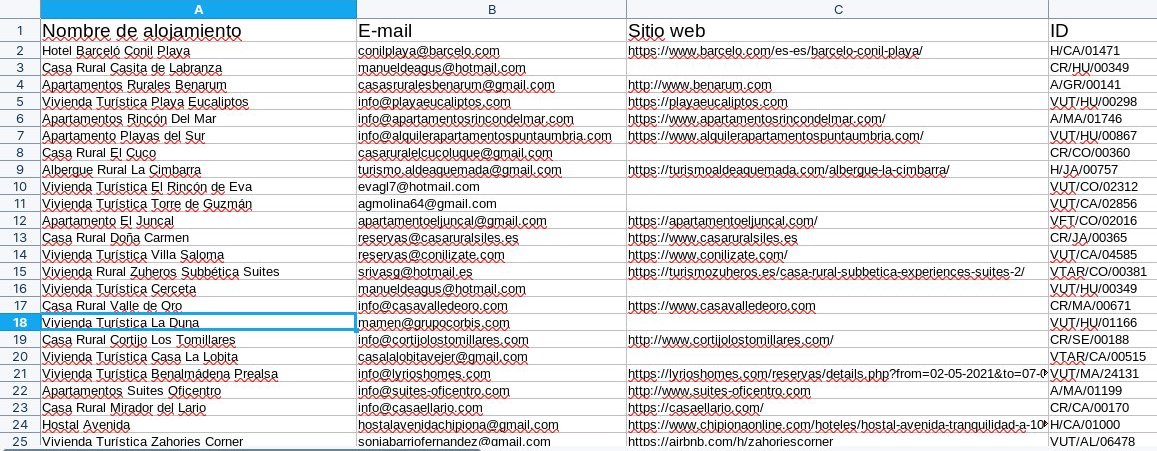 A B C
1 Nombre de alojamiento E-mail Sitio web ID
2 Hotel Barceló Conil Playa conilplaya@barcelo.com https://www.barcelo.com/es-es/barcelo-conil-playa/ H/CA/01471
3 Casa Rural Casita de Labranza manueldeagus@hotmail.com CR/HU/00349
4 Apartamentos Rurales Benarum casasruralesbenarum@gmail.com http://www.benarum.com A/GR/00141
5 Vivienda Turística Playa Eucaliptos info@playaeucaliptos.com https://playaeucaliptos.com VUT/HU/00298
6 Apartamentos Rincón Del Mar info@apartamentosrincondelmar.com https://www.apartamentosrincondelmar.com/ A/MA/01746
7 Apartamento Playas del Sur info@alquilerapartamentospuntaumbria.com https://www.alquilerapartamentospuntaumbria.com/ VUT/HU/00867
8 Casa Rural El Cuco casaruralelcucoluque@gmail.com CR/CO/00360
9 Albergue Rural La Cimbarra turismo.aldeaquemada@gmail.com https://turismoaldeaquemada.com/albergue-la-cimbarra/ H/JA/00757
10 Vivienda Turística El Rincón de Eva evagl7@hotmail.com VUT/CO/02312
11 Vivienda Turística Torre de Guzmán agmolina64@gmail.com VUT/CA/02856
12 Apartamento El Juncal apartamentoeljuncal@gmail.com https://apartamentoeljuncal.com/ VFT/CO/02016
13 Casa Rural Doña Carmen reservas@casaruralsiles.es https://www.casaruralsiles.es CR/JA/00365
14 Vivienda Turística Villa Saloma reservas@conilizate.com https://www.conilizate.com/ VUT/CA/04585
15 Vivienda Rural Zuheros Subbética Suites srivasg@hotmail.es https://turismozuheros.es/casa-rural-subbetica-experiences-suites-2/ VTAR/CO/00381
16 Vivienda Turística Cerceta manueldeagus@hotmail.com VUT/HU/00349
17 Casa Rural Valle de Oro info@casavalledeoro.com https://www.casavalledeoro.com CR/MA/00671
18 Vivienda Turística La Duna mamen@grupocorbis.com VUT/HU/01166
19 Casa Rural Cortijo Los Tomillares info@cortijolostomillares.com http://www.cortijolostomillares.com/ CR/SE/00188
20 Vivienda Turística Casa La Lobita casalalobitavejer@gmail.com VTAR/CA/00515
21 Vivienda Turística Benalmádena Prealsa info@lyrioshomes.com https://lyrioshomes.com/reservas/details.php?from=02-05-2021&to=07-0 VUT/MA/24131
22 Apartamentos Suites Oficentro info@suites-oficentro.com http://www.suites-oficentro.com A/MA/01199
23 Casa Rural Mirador del Lario info@casaellario.com https://casaellario.com/ CR/CA/00170
24 Hostal Avenida hostalavenidachipiona@gmail.com https://www.chipionaonline.com/hoteles/hostal-avenida-tranquilidad-a-10 H/CA/01000
25 Vivienda Turística Zahories Corner soniabarriofernandez@gmail.com https://airbnb.com/h/zahoriescorner VUT/AL/06478